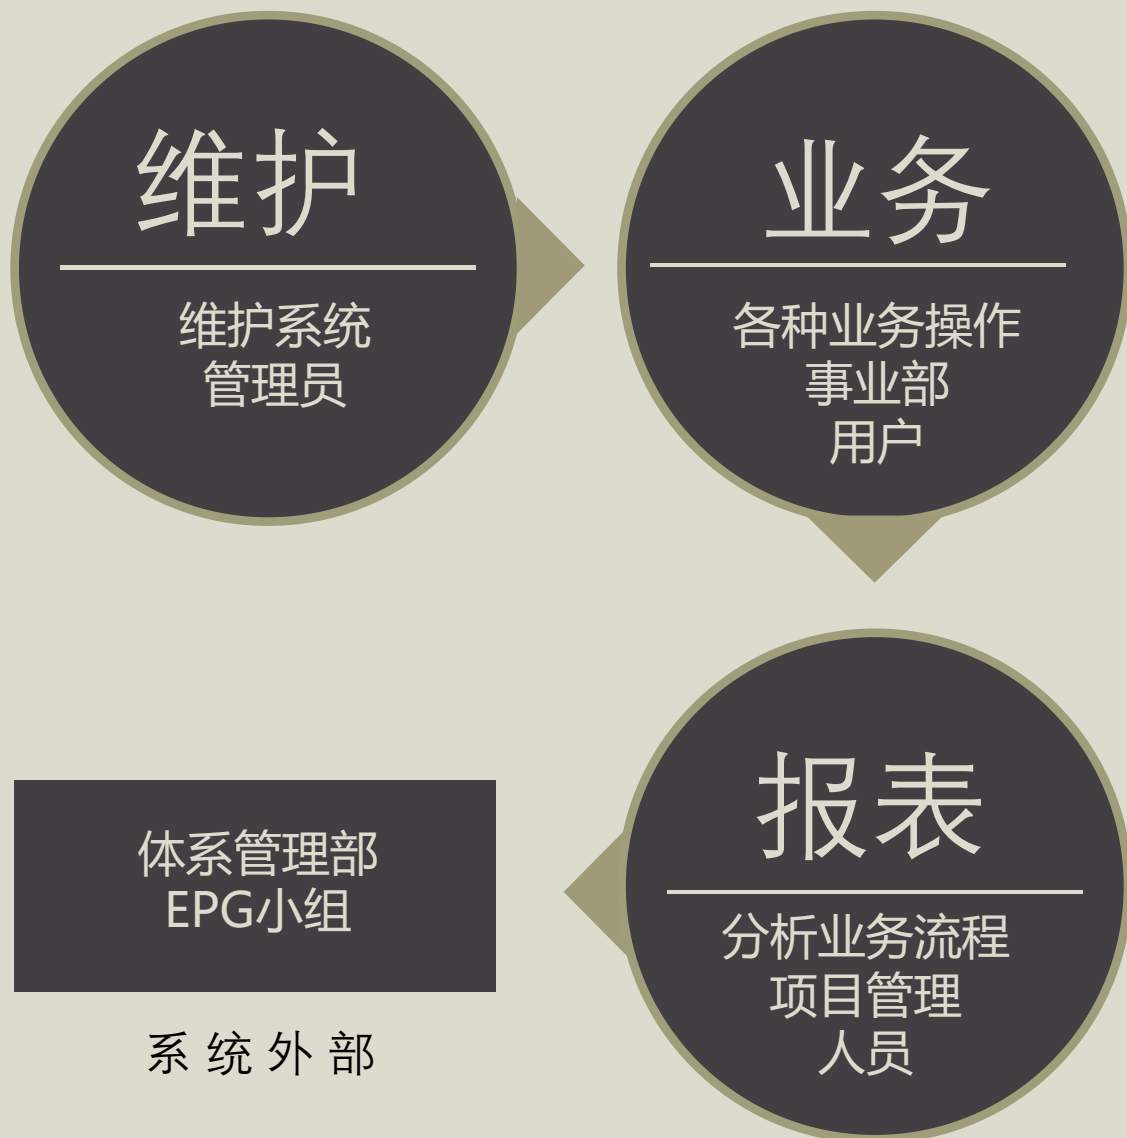 维护
维护系统
管理员
业务
各种业务操作
事业部
用户
报表
分析业务流程
项目管理
人员
体系管理部
EPG小组
系统外部